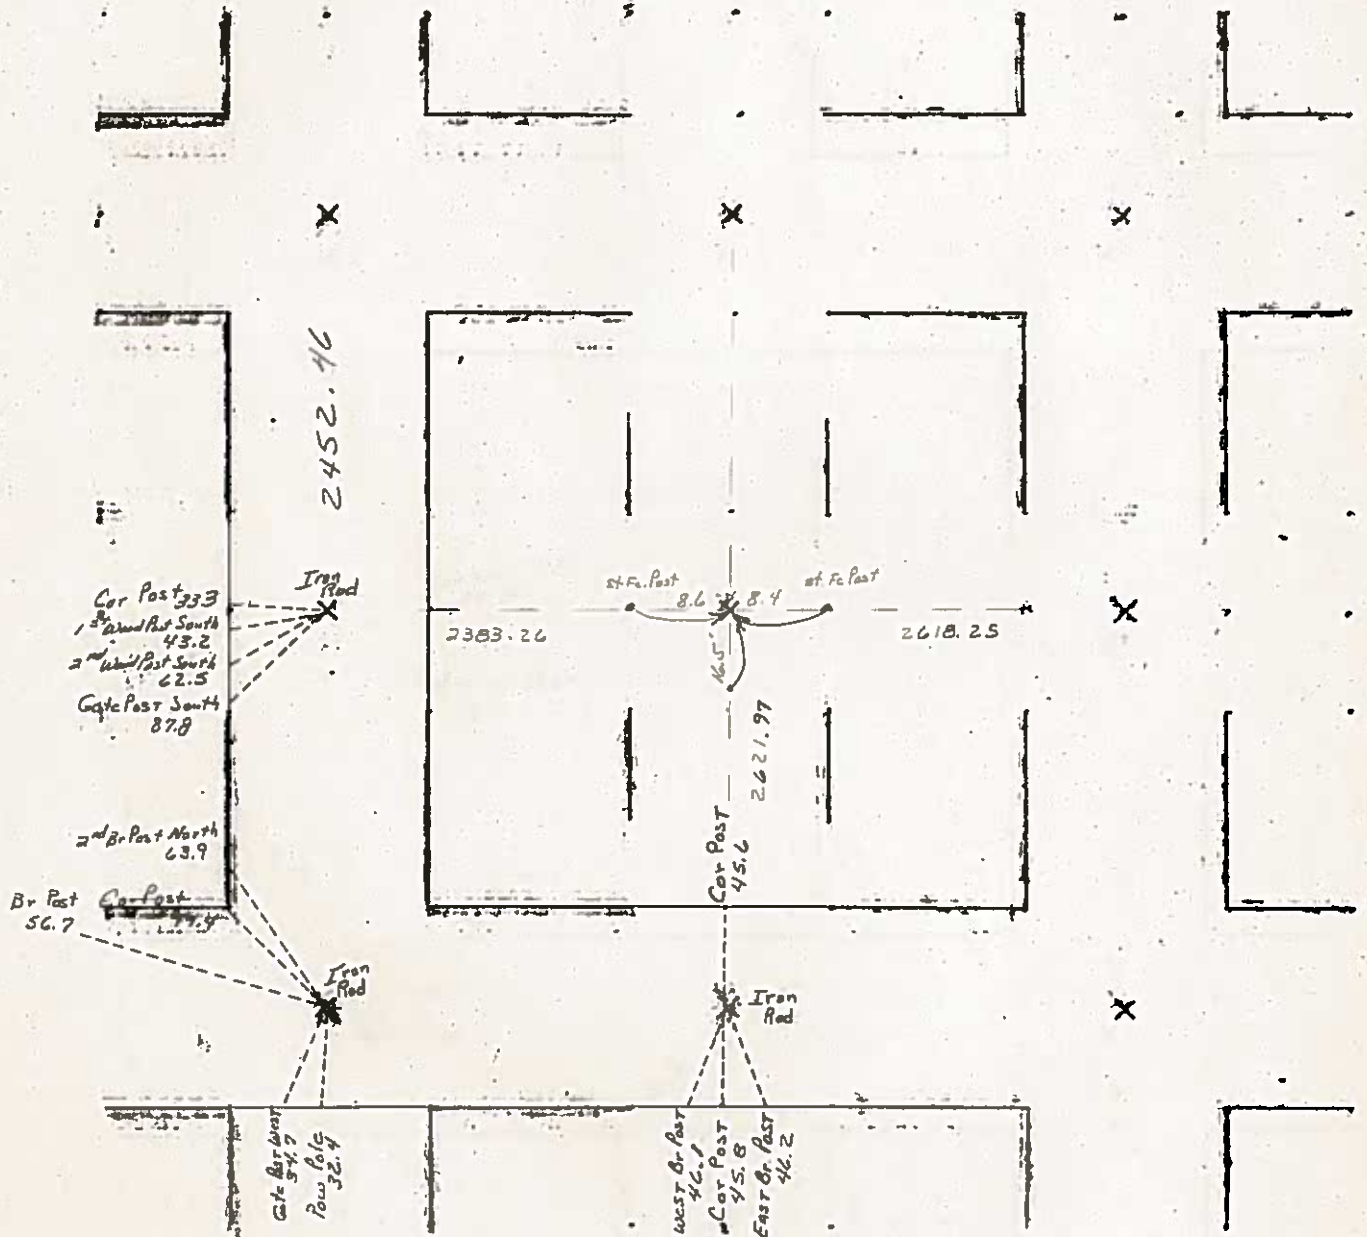 2452.46
Iron
Rod
Cor Post 33.3
1st Wood Post South
43.2
2nd Wood Post South
62.5
Gate Post South
87.8
st. Fc. Post
8.6
8.4
st. Fc Post
2383.26
2618.25
16.5
2621.97
2nd Br Post North
63.9
Br Post
56.7
Cor Post
Iron
Rod
Cor Post
45.6
Iron
Rod
Gate Post West
54.7
Pow Pole
32.4
West Br Post
46.1
Cor Post
45.8
East Br. Post
46.2